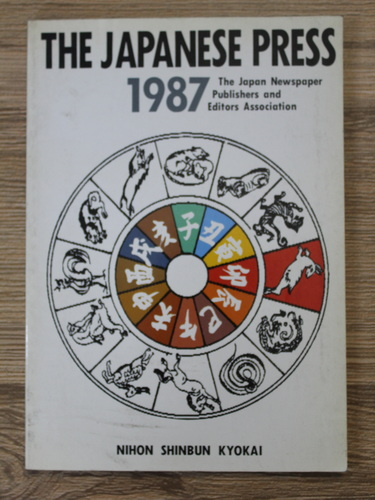 THE JAPANESE PRESS
1987
The Japan Newspaper
Publishers and
Editors Association
子
丑
寅
卯
辰
巳
午
未
申
酉
戌
亥
NIHON SHINBUN KYOKAI